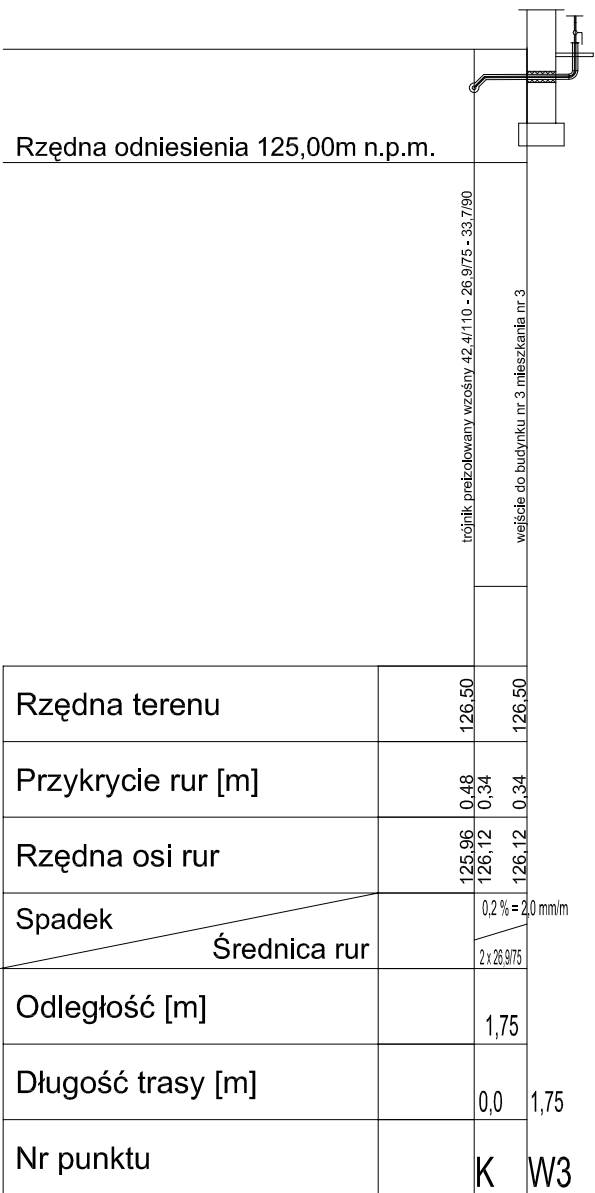 Rzędna odniesienia 125,00m n.p.m.
trójnik preizolowany wzośny 42,4/110 - 26,9/75 - 33,7/90
wejście do budynku nr 3 mieszkania nr 3
Rzędna terenu
126,50
126,50
Przykrycie rur [m]
0,48
0,34
0,34
Rzędna osi rur
125,96
126,12
126,12
Spadek
Średnica rur
0,2 % = 2,0 mm/m
2 x 26,9/75
Odległość [m]
1,75
Długość trasy [m]
0,0
1,75
Nr punktu
K
W3